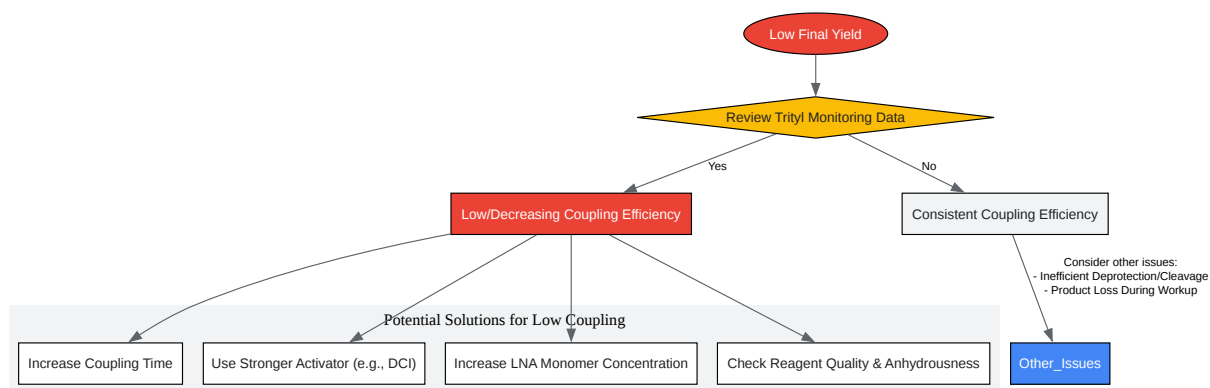 Low Final Yield
Review Trityl Monitoring Data
Yes
No
Low/Decreasing Coupling Efficiency
Consistent Coupling Efficiency
Consider other issues:
- Inefficient Deprotection/Cleavage
- Product Loss During Workup
Potential Solutions for Low Coupling
Increase Coupling Time
Use Stronger Activator (e.g., DCI)
Increase LNA Monomer Concentration
Check Reagent Quality & Anhydrousness
Other_Issues